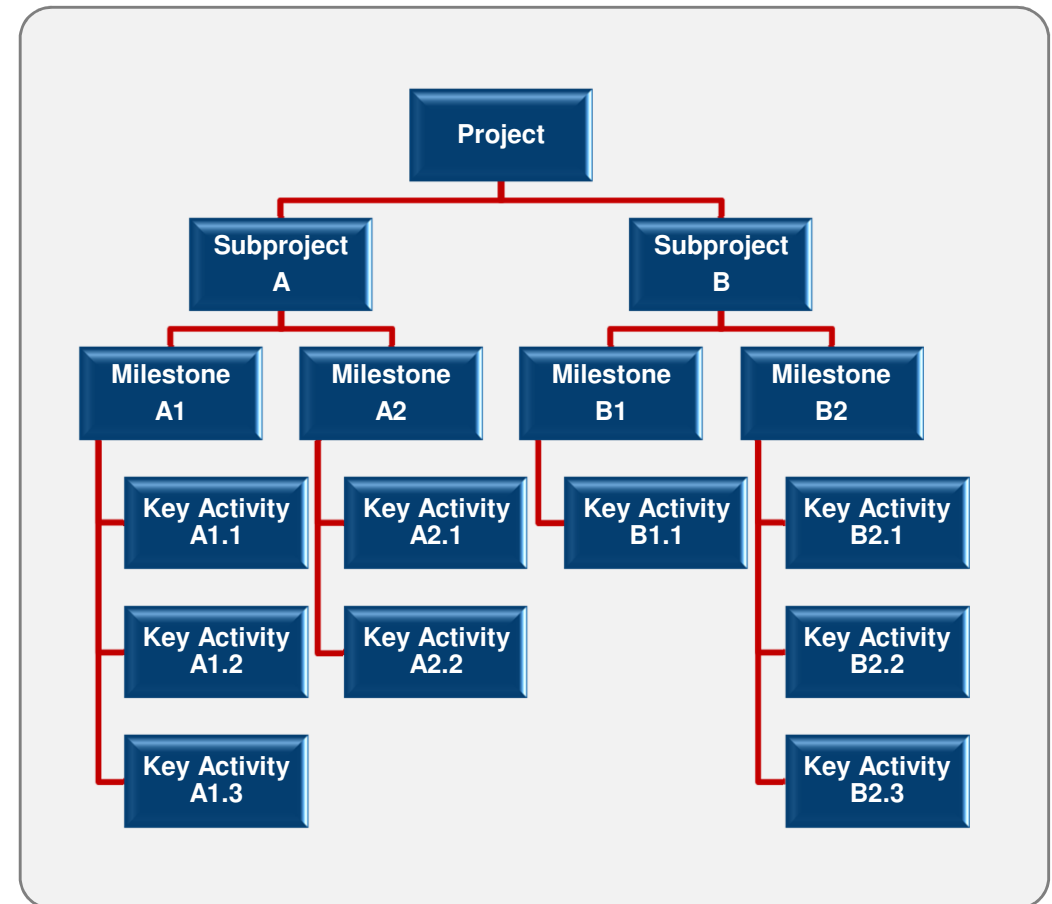 Project
Subproject
A
Subproject
B
Milestone
A1
Milestone
A2
Milestone
B1
Milestone
B2
Key Activity
A1.1
Key Activity
A2.1
Key Activity
B1.1
Key Activity
B2.1
Key Activity
A1.2
Key Activity
A2.2
Key Activity
B2.2
Key Activity
A1.3
Key Activity
B2.3